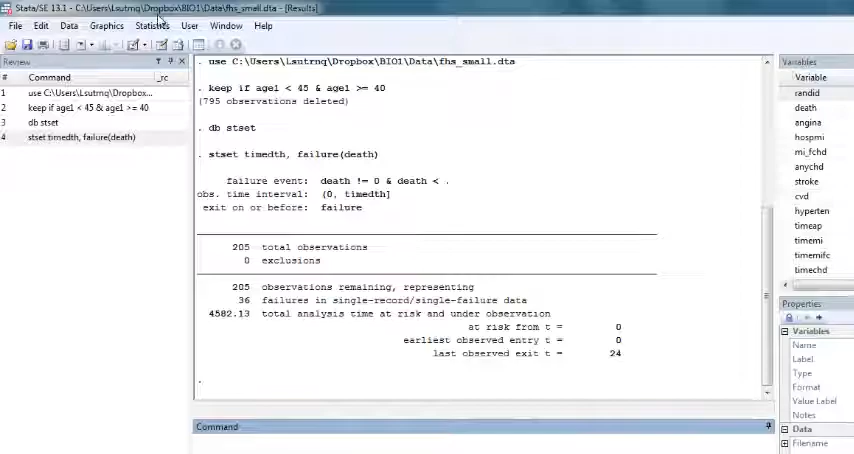 Stata/SE 13.1 - C:\Users\Lsutrnq\Dropbox\BIO1\Data\fhs_small.dta - [Results]
File Edit Data Graphics Statistics User Window Help
Review
# Command _rc
1 use C:\Users\Lsutrnq\Dropbox...
2 keep if age1 < 45 & age1 >= 40
3 db stset
4 stset timedth, failure(death)
. use C:\Users\Lsutrnq\Dropbox\BIO1\Data\fhs_small.dta
. keep if age1 < 45 & age1 >= 40
(795 observations deleted)
. db stset
. stset timedth, failure(death)
failure event: death != 0 & death < .
obs. time interval: (0, timedth]
exit on or before: failure
205 total observations
0 exclusions
205 observations remaining, representing
36 failures in single-record/single-failure data
4582.13 total analysis time at risk and under observation
at risk from t = 0
earliest observed entry t = 0
last observed exit t = 24
.
Command
Variables
Variable
randid
death
angina
hospmi
mi_fchd
anychd
stroke
cvd
hyperten
timeap
timemi
timemifc
timechd
Properties
Variables
Name
Label
Type
Format
Value Label
Notes
Data
Filename